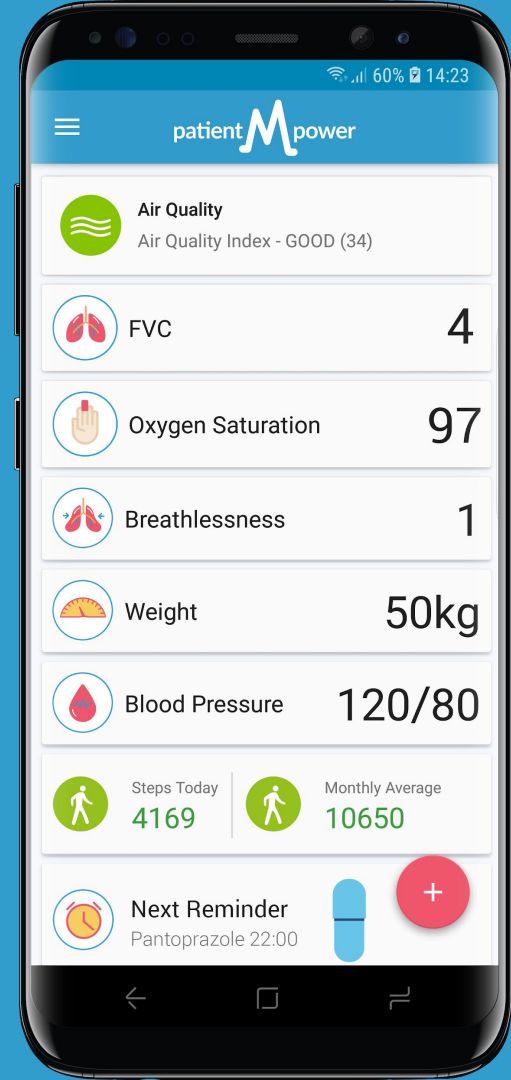 60% 14:23
patient M power
Air Quality
Air Quality Index - GOOD (34)
FVC 4
Oxygen Saturation 97
Breathlessness 1
Weight 50kg
Blood Pressure 120/80
Steps Today Monthly Average
4169 10650
Next Reminder
Pantoprazole 22:00
+